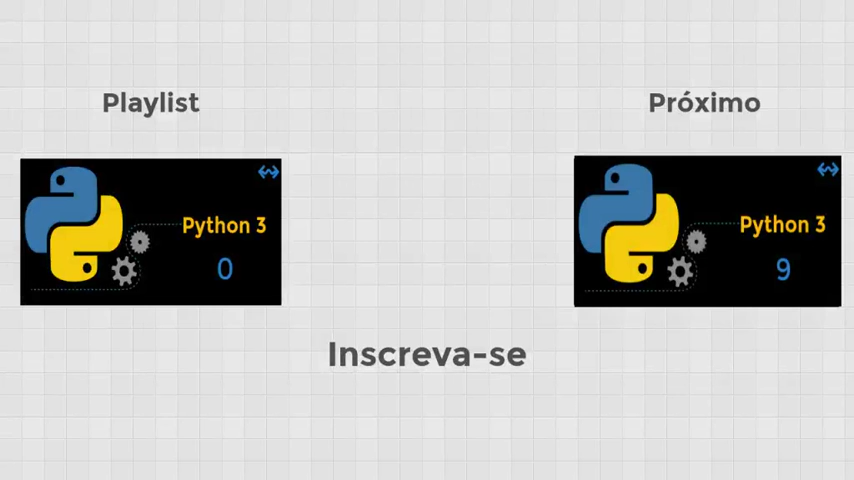 Playlist
Próximo
Python 3
0
Python 3
9
Inscreva-se